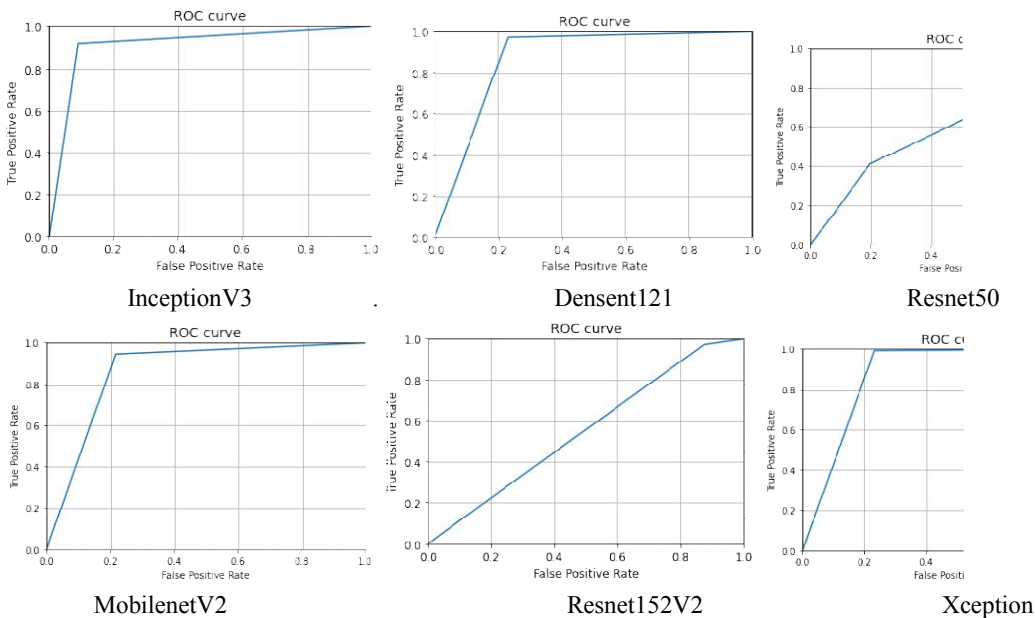 ROC curve
1.0
0.8
0.6
0.4
0.2
0.0
True Positive Rate
0.0 0.2 0.4 0.6 0.8 1.0
False Positive Rate
InceptionV3
.
ROC curve
1.0
0.8
0.6
0.4
0.2
0.0
True Positive Rate
0.0 0.2 0.4 0.6 0.8 1.0
False Positive Rate
Densent121
ROC
1.0
0.8
0.6
0.4
0.2
0.0
True Positive Rate
0.0 0.2 0.4
False
Resnet50
ROC curve
1.0
0.8
0.6
0.4
0.2
0.0
True Positive Rate
0.0 0.2 0.4 0.6 0.8 1.0
False Positive Rate
MobilenetV2
ROC curve
1.0
0.8
0.6
0.4
0.2
0.0
True Positive Rate
0.0 0.2 0.4 0.6 0.8 1.0
False Positive Rate
Resnet152V2
ROC
1.0
0.8
0.6
0.4
0.2
0.0
True Positive Rate
0.0 0.2 0.4
False
Xception